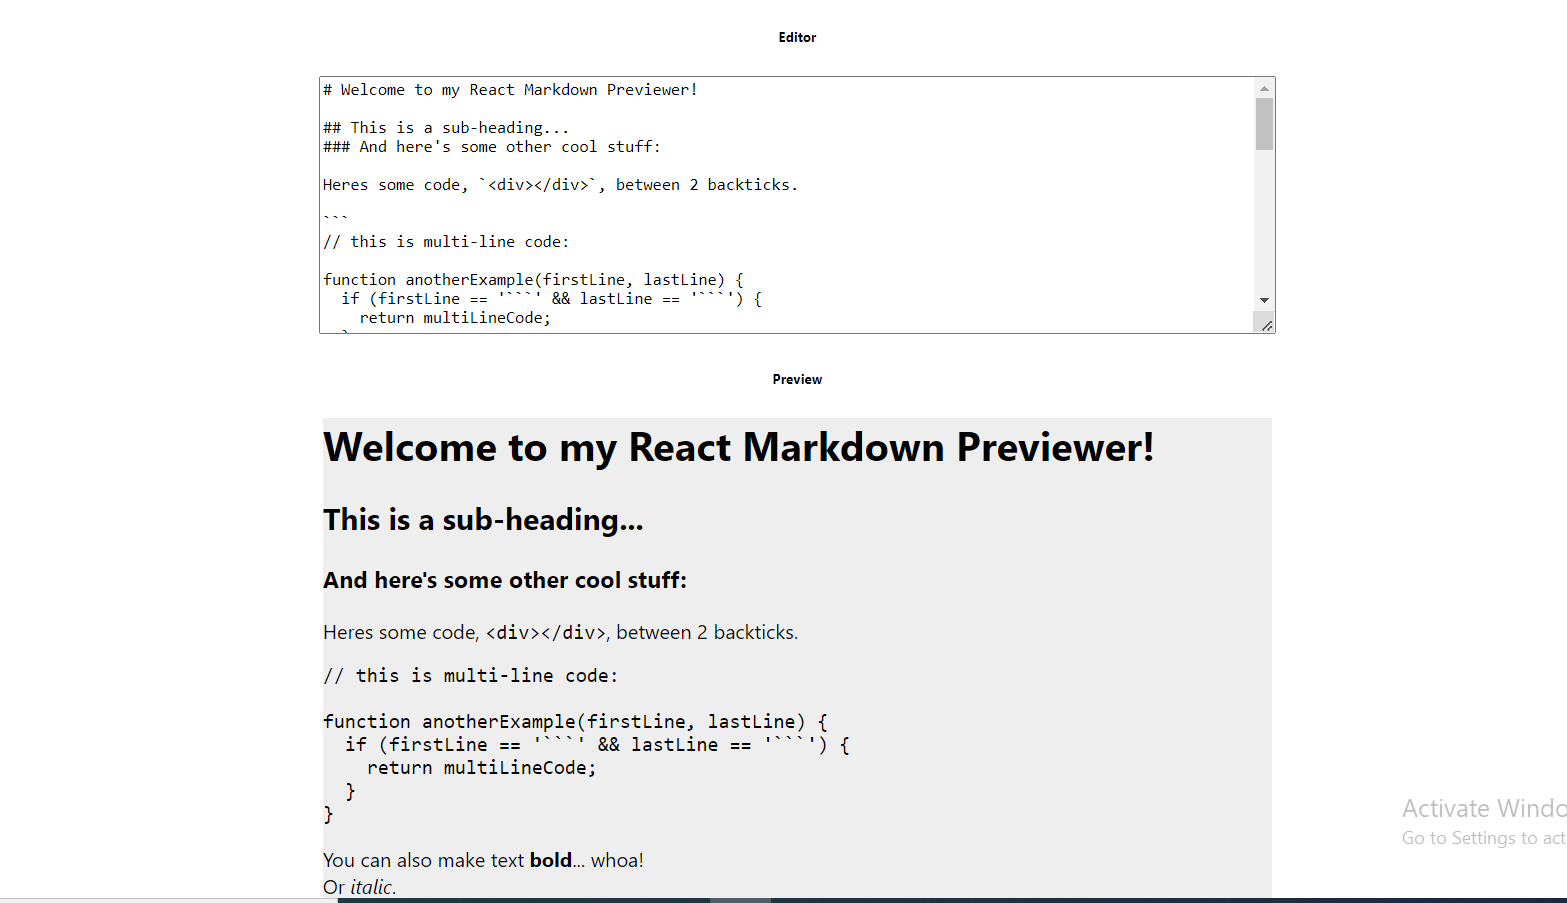 Editor
# Welcome to my React Markdown Previewer!
## This is a sub-heading...
### And here's some other cool stuff:
Heres some code, `<div></div>`, between 2 backticks.
```
// this is multi-line code:
function anotherExample(firstLine, lastLine) {
  if (firstLine == '```' && lastLine == '```') {
    return multiLineCode;
Preview
Welcome to my React Markdown Previewer!
This is a sub-heading...
And here's some other cool stuff:
Heres some code, <div></div>, between 2 backticks.
// this is multi-line code:
function anotherExample(firstLine, lastLine) {
  if (firstLine == '```' && lastLine == '```') {
    return multiLineCode;
  }
}
Activate Windo
Go to Settings to act
You can also make text bold... whoa!
Or italic.